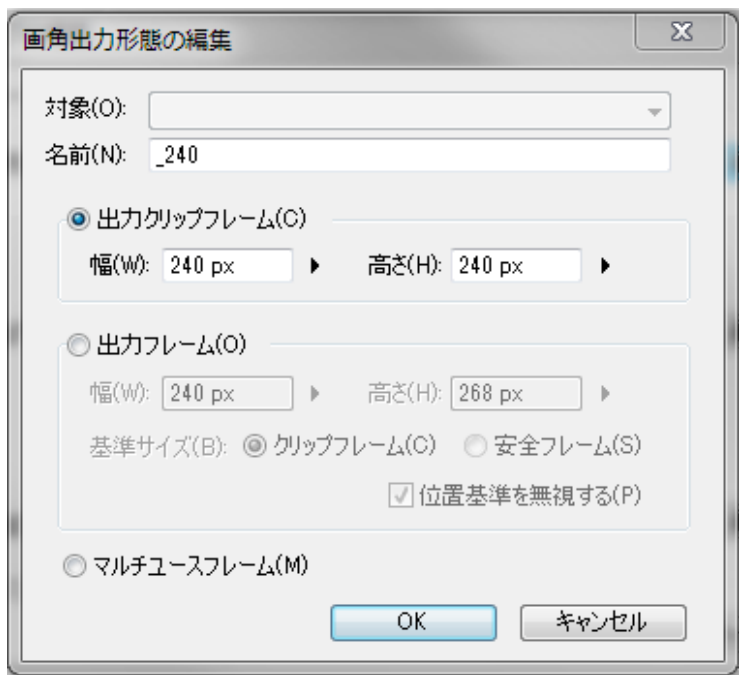 画角出力形態の編集
対象(O):
名前(N): _240
出力クリップフレーム(C)
幅(W): 240 px 高さ(H): 240 px
出力フレーム(O)
幅(W): 240 px 高さ(H): 268 px
基準サイズ(B): クリップフレーム(C) 安全フレーム(S)
位置基準を無視する(P)
マルチユースフレーム(M)
OK キャンセル